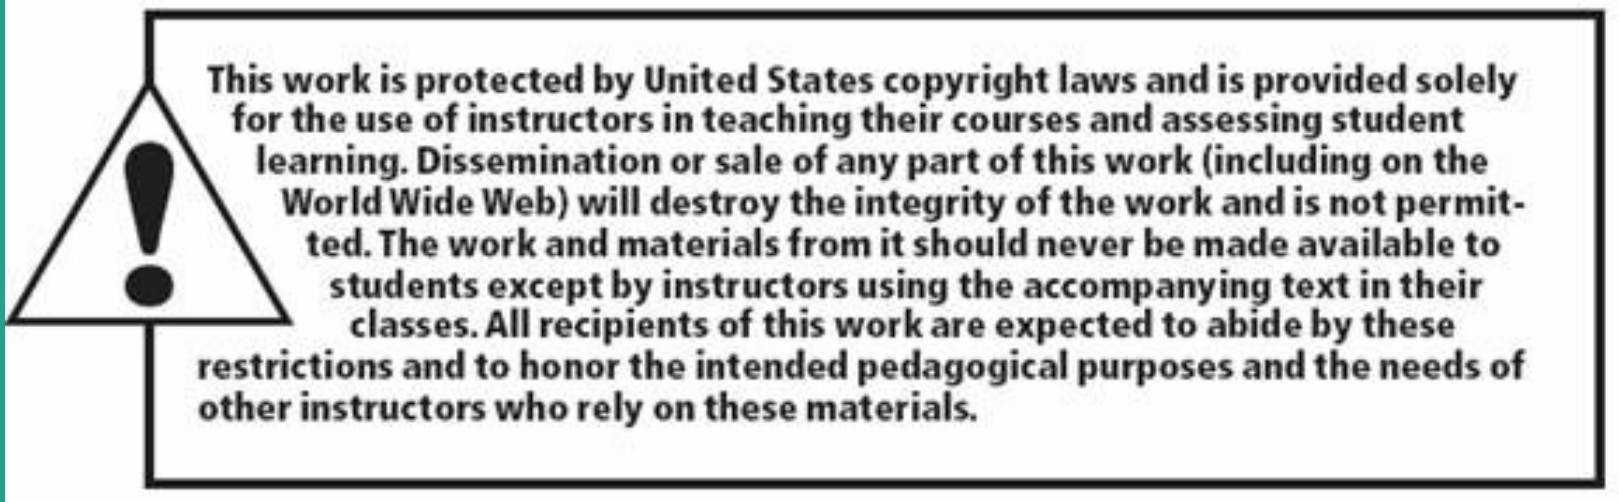 This work is protected by United States copyright laws and is provided solely
for the use of instructors in teaching their courses and assessing student
learning. Dissemination or sale of any part of this work (including on the
World Wide Web) will destroy the integrity of the work and is not permit-
ted. The work and materials from it should never be made available to
students except by instructors using the accompanying text in their
classes. All recipients of this work are expected to abide by these
restrictions and to honor the intended pedagogical purposes and the needs of
other instructors who rely on these materials.